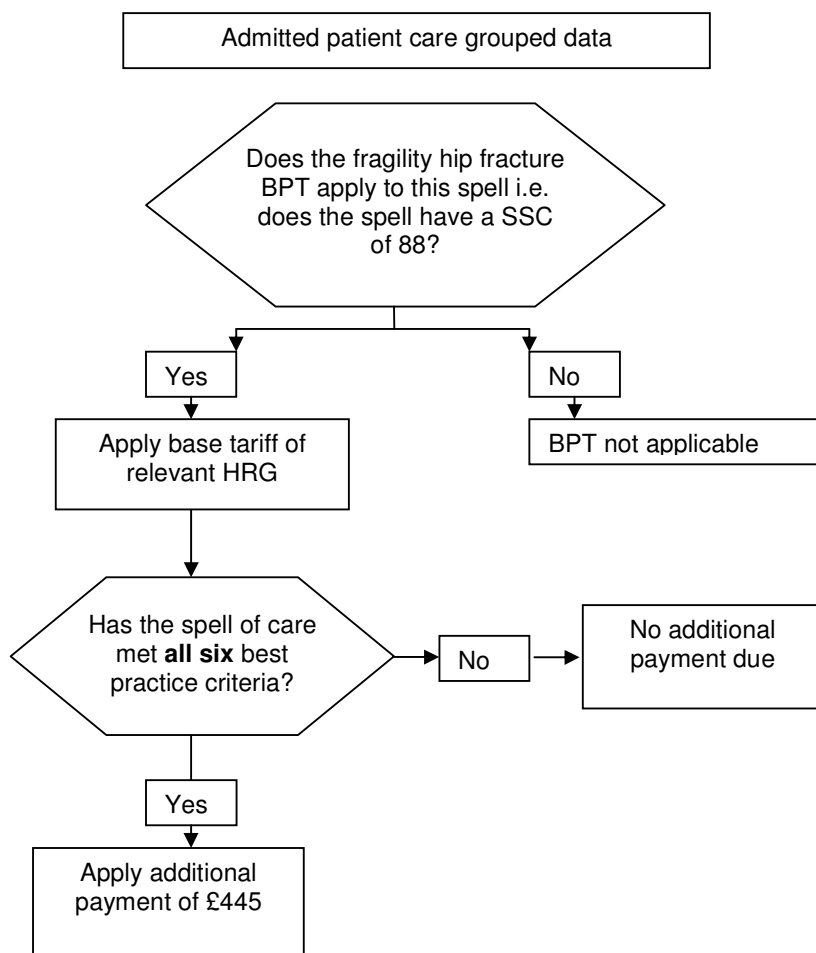 Admitted patient care grouped data
Does the fragility hip fracture
BPT apply to this spell i.e.
does the spell have a SSC
of 88?
Yes
No
Apply base tariff of
relevant HRG
BPT not applicable
Has the spell of care
met all six best
practice criteria?
No
No additional
payment due
Yes
Apply additional
payment of £445